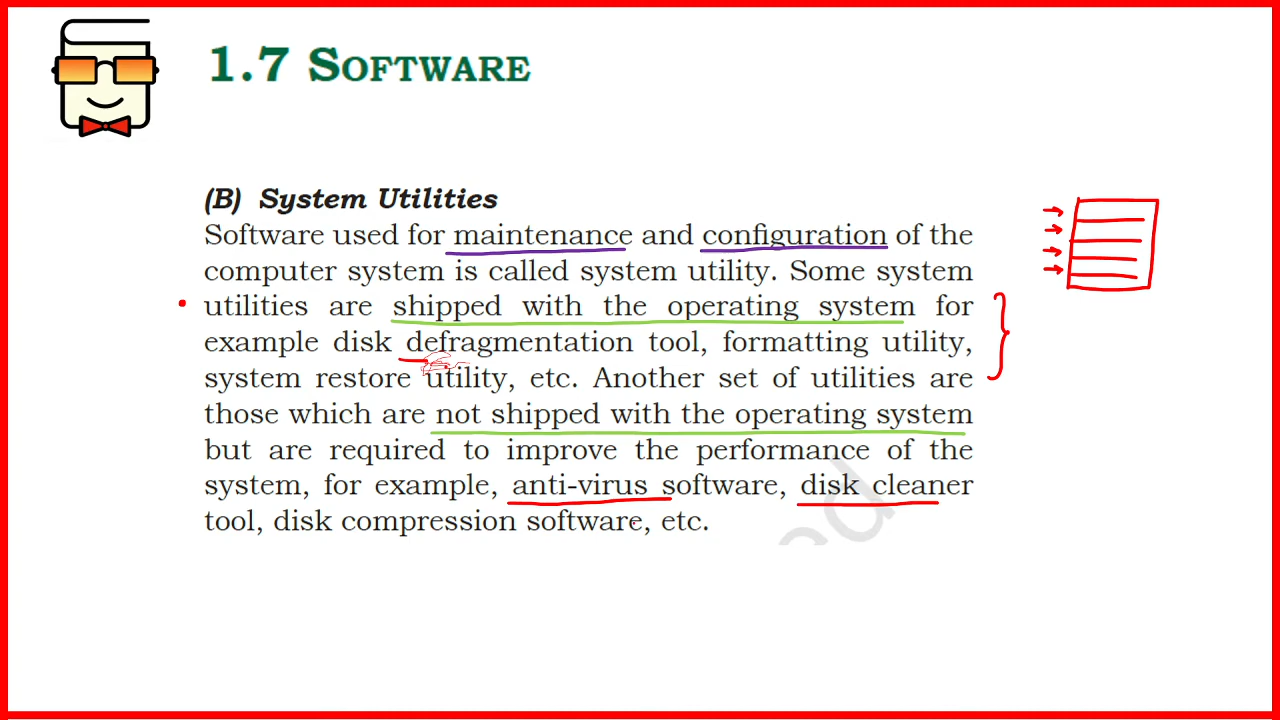 1.7 SOFTWARE
(B) System Utilities
Software used for maintenance and configuration of the
computer system is called system utility. Some system
utilities are shipped with the operating system for
example disk defragmentation tool, formatting utility,
system restore utility, etc. Another set of utilities are
those which are not shipped with the operating system
but are required to improve the performance of the
system, for example, anti-virus software, disk cleaner
tool, disk compression software, etc.